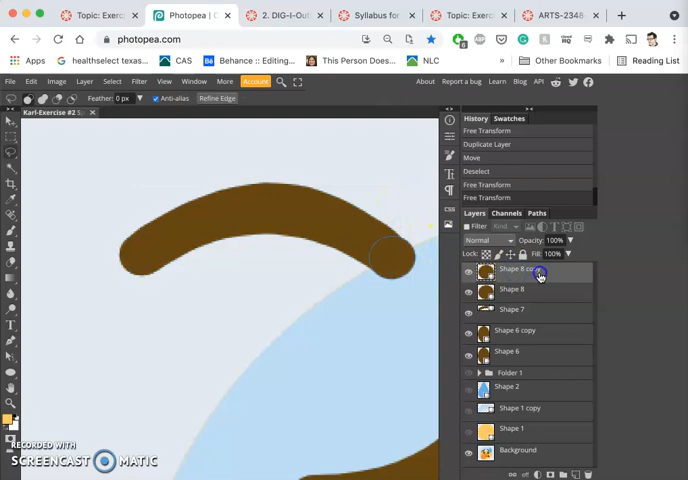 Topic: Exerc
Photopea | C
2. DIG-I-Out
Syllabus for
Topic: Exerc
ARTS-2348-
photopea.com
Apps
healthselect texas...
CAS
Behance :: Editing...
This Person Does...
NLC
Other Bookmarks
Reading List
File Edit Image Layer Select Filter View Window More Account
About Report a bug Learn Blog API
Feather: 0 px Anti-alias Refine Edge
Karl-Exercise #2
History Swatches
Free Transform
Duplicate Layer
Move
Deselect
Free Transform
Free Transform
Layers Channels Paths
Filter Kind
Normal Opacity: 100%
Lock: Fill: 100%
Shape 8 copy
Shape 8
Shape 7
Shape 6 copy
Shape 6
Folder 1
Shape 2
Shape 1 copy
Shape 1
Background
CSS
RECORDED WITH
SCREENCAST MATIC